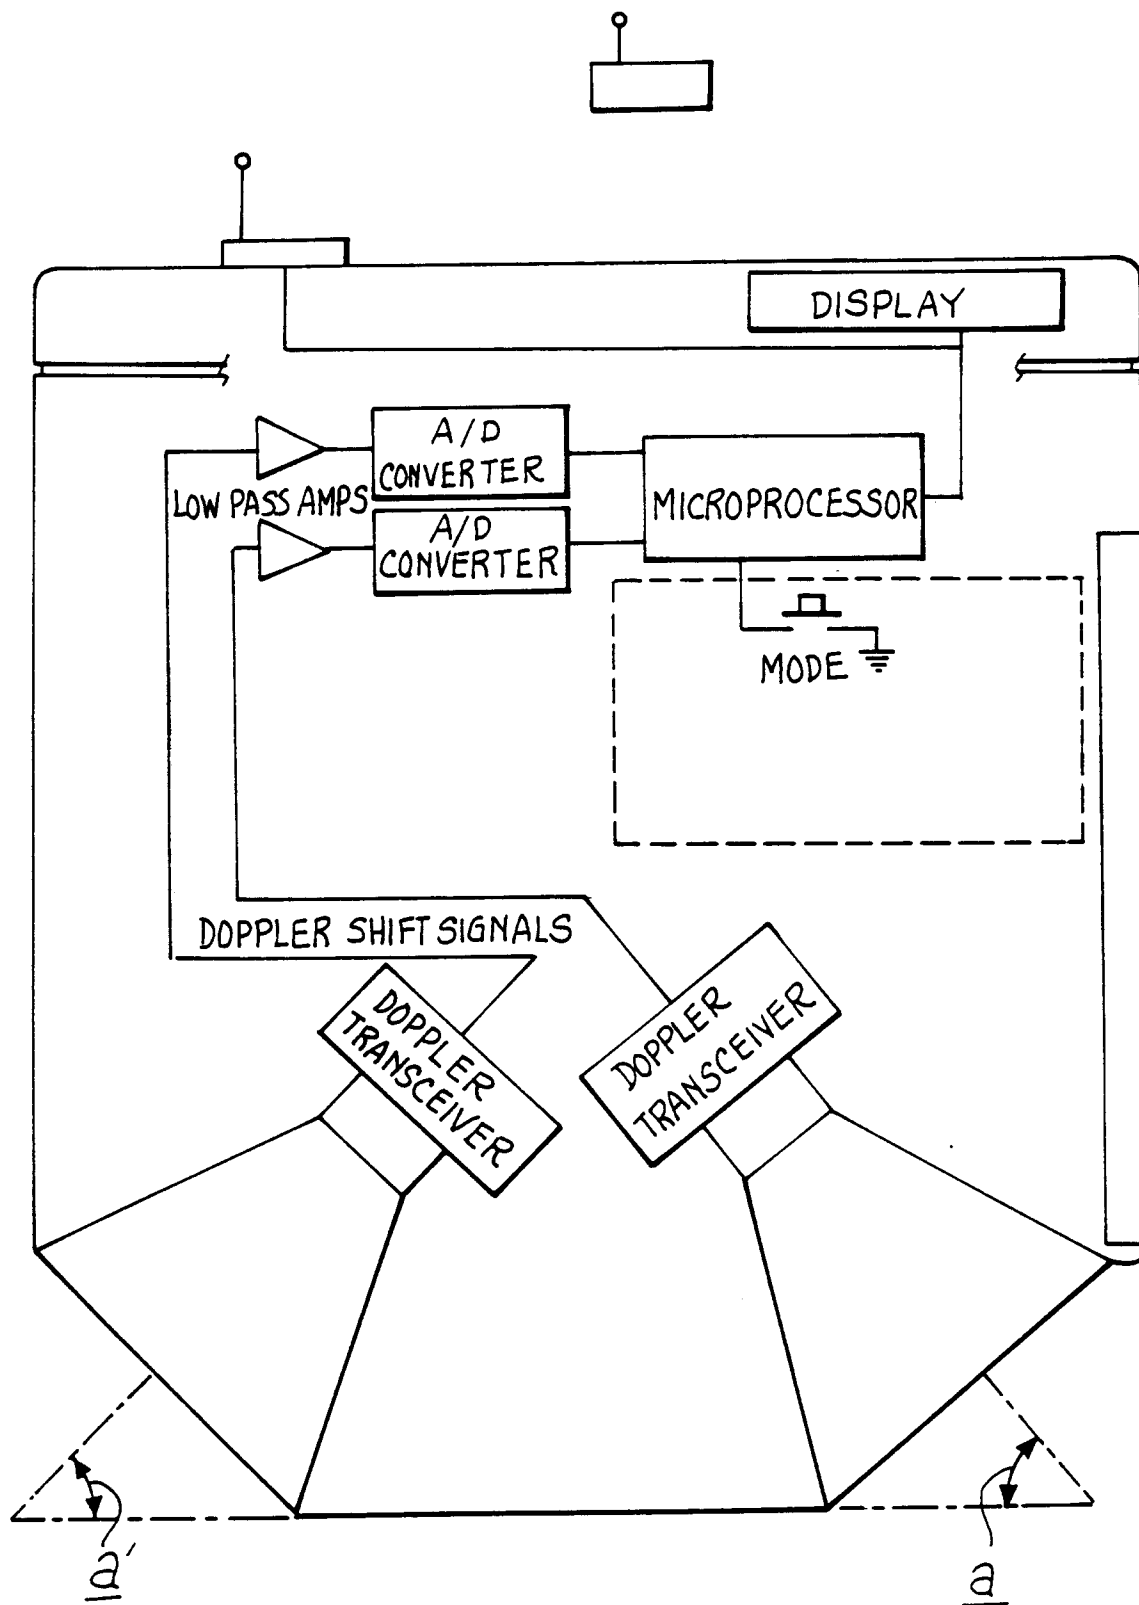 DISPLAY
A/D
CONVERTER
LOW PASS AMPS
MICROPROCESSOR
A/D
CONVERTER
MODE
DOPPLER SHIFT SIGNALS
DOPPLER
TRANSCEIVER
DOPPLER
TRANSCEIVER
a'
a